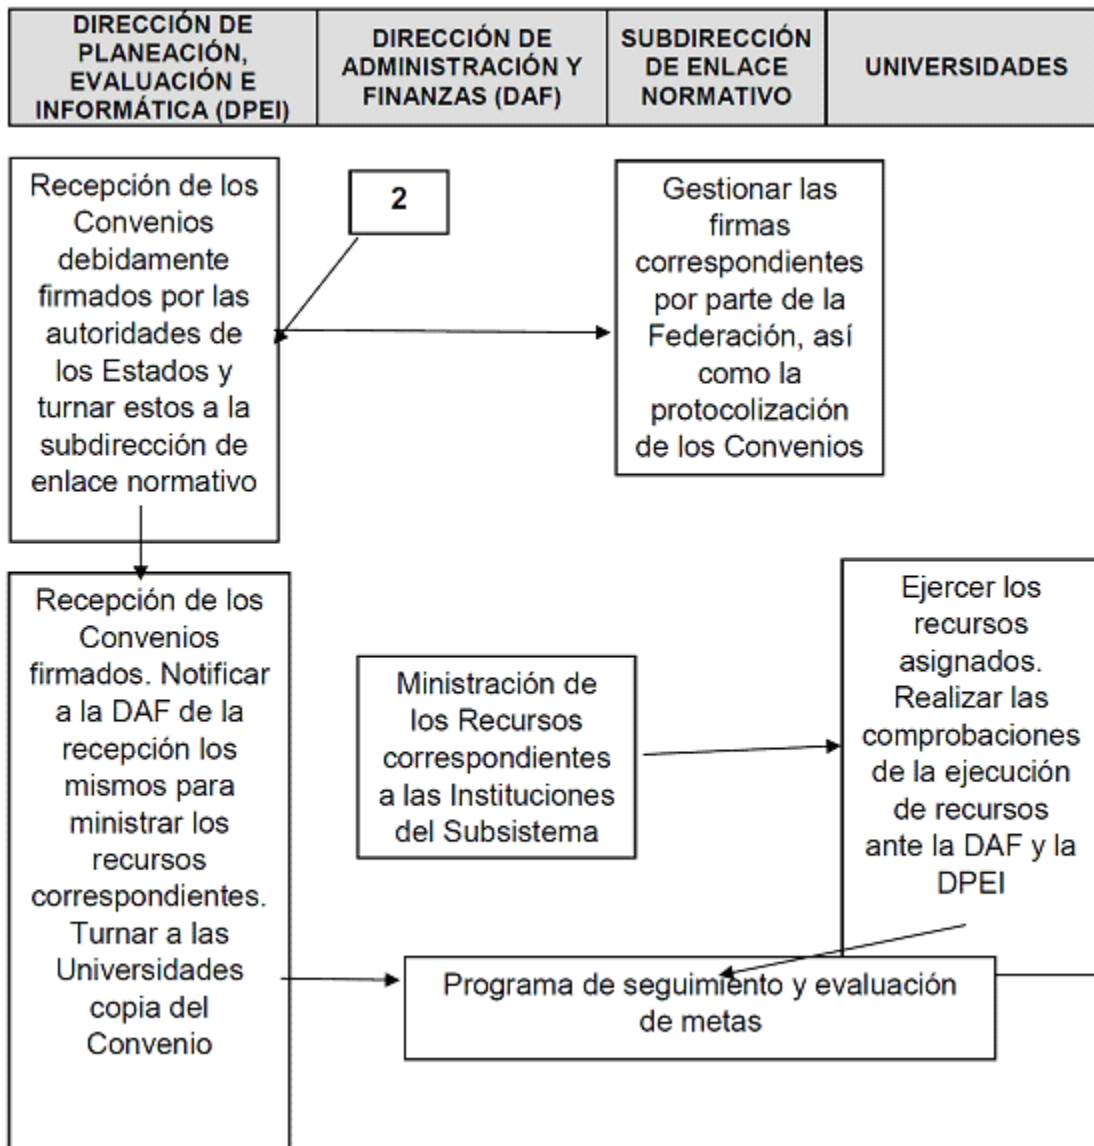 DIRECCIÓN DE
PLANEACIÓN,
EVALUACIÓN E
INFORMÁTICA (DPEI)
DIRECCIÓN DE
ADMINISTRACIÓN Y
FINANZAS (DAF)
SUBDIRECCIÓN
DE ENLACE
NORMATIVO
UNIVERSIDADES
Recepción de los
Convenios
debidamente
firmados por las
autoridades de
los Estados y
turnar estos a la
subdirección de
enlace normativo
2
Gestionar las
firmas
correspondientes
por parte de la
Federación, así
como la
protocolización
de los Convenios
Recepción de los
Convenios
firmados. Notificar
a la DAF de la
recepción los
mismos para
ministrar los
recursos
correspondientes.
Turnar a las
Universidades
copia del
Convenio
Ministración de
los Recursos
correspondientes
a las Instituciones
del Subsistema
Ejercer los
recursos
asignados.
Realizar las
comprobaciones
de la ejecución
de recursos
ante la DAF y la
DPEI
Programa de seguimiento y evaluación
de metas